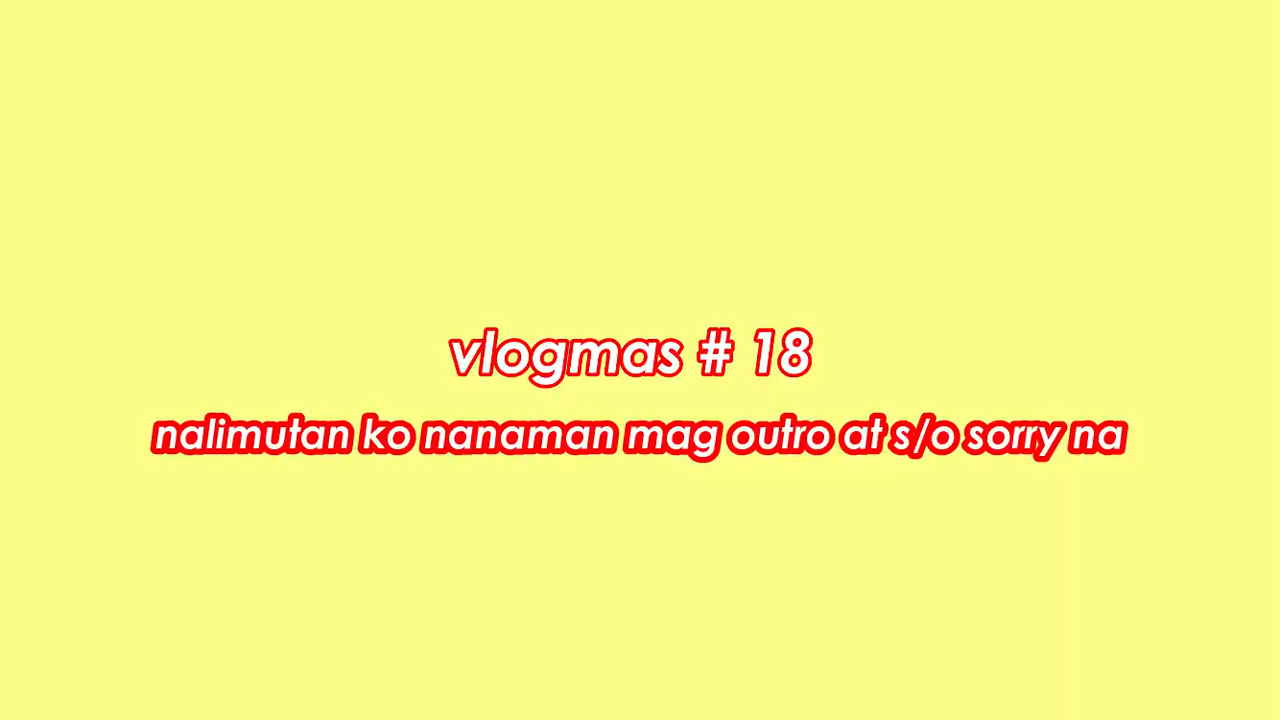 vlogmas # 18
nalimutan ko nanaman mag outro at s/o sorry na